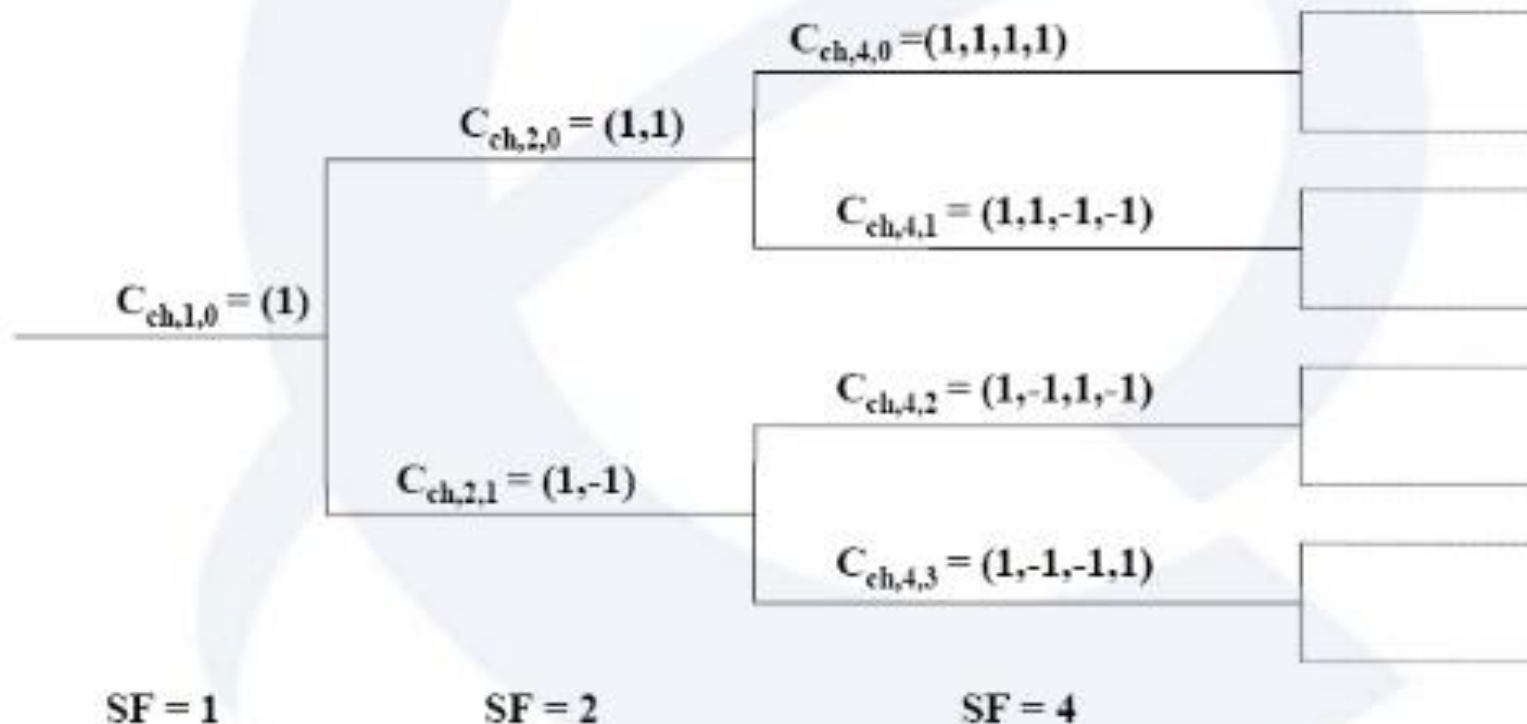 C_ch,4,0 =(1,1,1,1)
C_ch,2,0 = (1,1)
C_ch,4,1 = (1,1,-1,-1)
C_ch,1,0 = (1)
C_ch,4,2 = (1,-1,1,-1)
C_ch,2,1 = (1,-1)
C_ch,4,3 = (1,-1,-1,1)
SF = 1 SF = 2 SF = 4